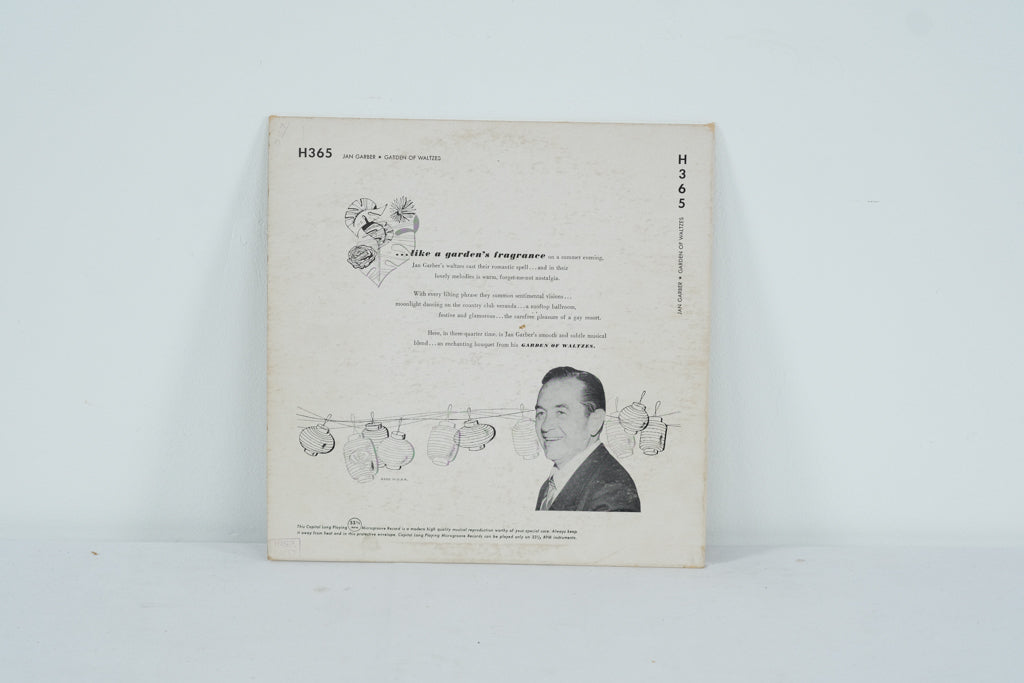 H365 JAN GARBER • GARDEN OF WALTZES
H
3
6
5
JAN GARBER • GARDEN OF WALTZES
...like a garden's fragrance on a summer evening,
Jan Garber's waltzes cast their romantic spell...and in their
lovely melodies is warm, forget-me-not nostalgia.
With every lilting phrase they summon sentimental visions...
moonlight dancing on the country club veranda...a rooftop ballroom,
festive and glamorous...the carefree pleasure of a gay resort.
Here, in three-quarter time, is Jan Garber's smooth and subtle musical
blend...an enchanting bouquet from his GARDEN OF WALTZES.
MADE IN U.S.A.
This Capitol Long Playing 33⅓ RPM Microgroove Record is a modern high quality musical reproduction worthy of your special care. Always keep
it away from heat and in this protective envelope. Capitol Long Playing Microgroove Records can be played only on 33⅓ RPM instruments.